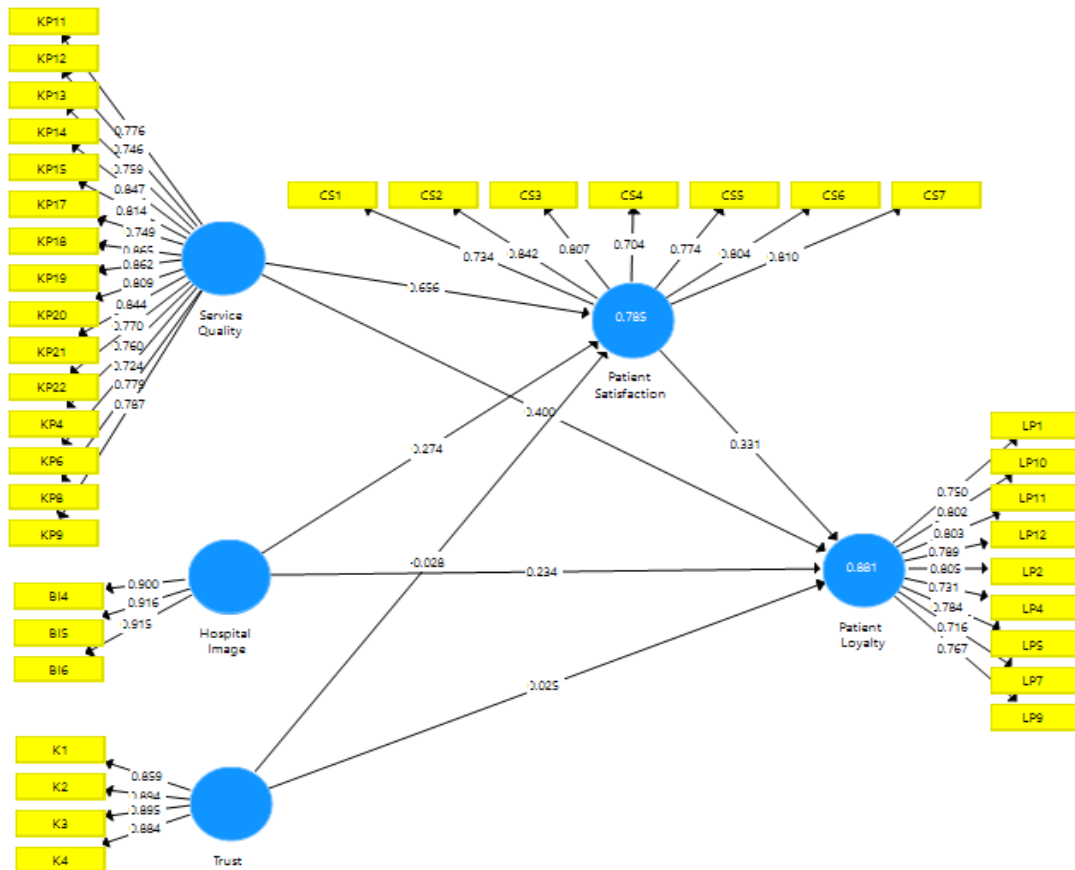 KP11
KP12
KP13
KP14
KP15
KP17
KP18
KP19
KP20
KP21
KP22
KP4
KP6
KP8
KP9
0.776
0.746
0.759
0.847
0.814
0.749
0.865
0.862
0.809
0.844
0.770
0.760
0.724
0.779
0.787
Service
Quality
CS1
CS2
CS3
CS4
CS5
CS6
CS7
0.734
0.842
0.807
0.704
0.774
0.804
0.810
0.656
0.785
Patient
Satisfaction
0.400
0.274
0.331
-0.028
0.234
0.025
BI4
BI5
BI6
0.900
0.916
0.915
Hospital
Image
K1
K2
K3
K4
0.859
0.894
0.895
0.884
Trust
0.881
Patient
Loyalty
0.750
0.802
0.803
0.789
0.805
0.731
0.784
0.716
0.767
LP1
LP10
LP11
LP12
LP2
LP4
LP5
LP7
LP9